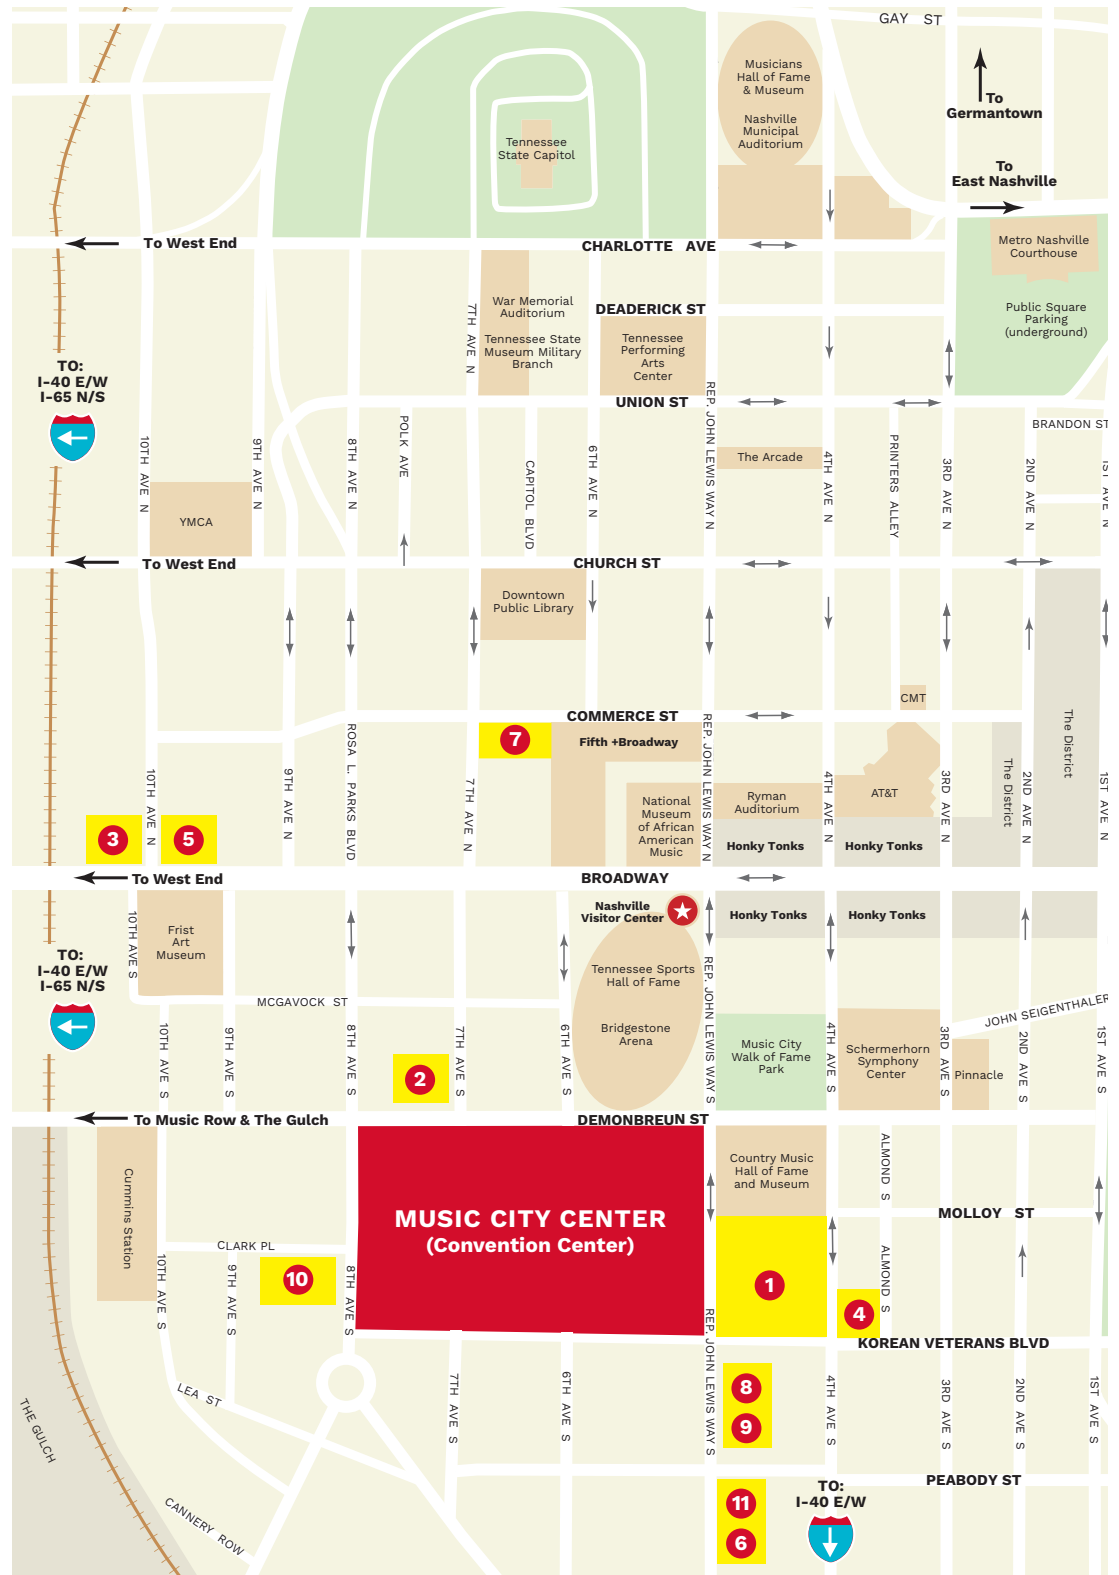 GAY ST
Musicians
Hall of Fame
& Museum
Nashville
Municipal
Auditorium
To
Germantown
Tennessee
State Capitol
To
East Nashville
To West End
CHARLOTTE AVE
Metro Nashville
Courthouse
War Memorial
Auditorium
Tennessee State
Museum Military
Branch
7TH AVE N
DEADERICK ST
Tennessee
Performing
Arts
Center
Public Square
Parking
(underground)
TO:
I-40 E/W
I-65 N/S
UNION ST
BRANDON ST
10TH AVE N
9TH AVE N
8TH AVE N
POLK AVE
CAPITOL BLVD
6TH AVE N
REP. JOHN LEWIS WAY N
The Arcade
4TH AVE N
PRINTERS ALLEY
3RD AVE N
2ND AVE N
1ST AVE N
YMCA
To West End
CHURCH ST
Downtown
Public Library
CMT
The District
COMMERCE ST
7
Fifth +Broadway
ROSA L. PARKS BLVD
10TH AVE N
9TH AVE N
7TH AVE N
REP. JOHN LEWIS WAY N
4TH AVE N
3RD AVE N
The District
2ND AVE N
1ST AVE N
National
Museum
of African
American
Music
Ryman
Auditorium
AT&T
3
5
Honky Tonks
Honky Tonks
To West End
BROADWAY
Nashville
Visitor Center
Honky Tonks
Honky Tonks
10TH AVE S
Frist
Art
Museum
TO:
I-40 E/W
I-65 N/S
Tennessee Sports
Hall of Fame
Bridgestone
Arena
REP. JOHN LEWIS WAY S
MCGAVOCK ST
JOHN SEIGENTHALER
10TH AVE S
9TH AVE S
8TH AVE S
7TH AVE S
6TH AVE S
Music City
Walk of Fame
Park
4TH AVE S
Schermerhorn
Symphony
Center
3RD AVE S
Pinnacle
2ND AVE S
1ST AVE S
2
To Music Row & The Gulch
DEMONBREUN ST
Cummins Station
Country Music
Hall of Fame
and Museum
ALMOND S
MUSIC CITY CENTER
(Convention Center)
MOLLOY ST
CLARK PL
10TH AVE S
9TH AVE S
10
8TH AVE S
1
ALMOND S
4
REP. JOHN LEWIS WAY S
KOREAN VETERANS BLVD
LEA ST
THE GULCH
7TH AVE S
6TH AVE S
8
9
4TH AVE S
3RD AVE S
2ND AVE S
1ST AVE S
PEABODY ST
CANNERY ROW
11
6
TO:
I-40 E/W